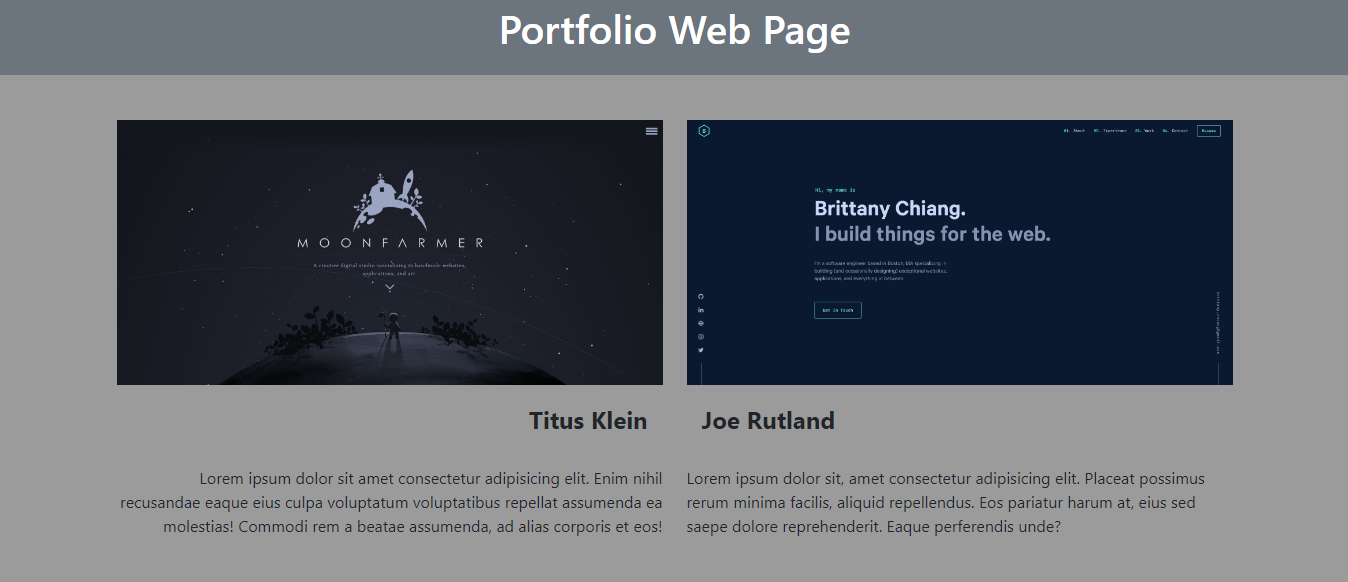 Portfolio Web Page
MOONFARMER
A creative digital studio specializing in handmade websites,
applications, and art
01. About 02. Experience 03. Work 04. Contact Resume
Hi, my name is
Brittany Chiang.
I build things for the web.
I'm a software engineer based in Boston, MA specializing in
building (and occasionally designing) exceptional websites,
applications, and everything in between.
Get In Touch
Titus Klein
Lorem ipsum dolor sit amet consectetur adipisicing elit. Enim nihil
recusandae eaque eius culpa voluptatum voluptatibus repellat assumenda ea
molestias! Commodi rem a beatae assumenda, ad alias corporis et eos!
Joe Rutland
Lorem ipsum dolor sit, amet consectetur adipisicing elit. Placeat possimus
rerum minima facilis, aliquid repellendus. Eos pariatur harum at, eius sed
saepe dolore reprehenderit. Eaque perferendis unde?